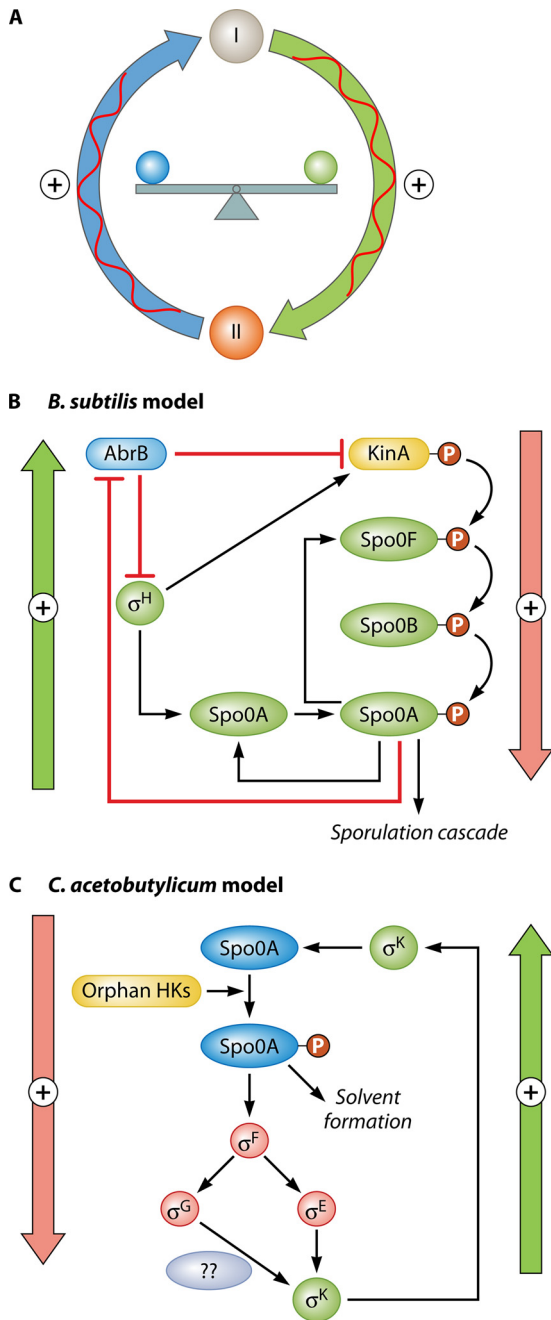 A
I
+
+
II
B B. subtilis model
AbrB
KinA
P
Spo0F
P
+
σH
+
Spo0B
P
Spo0A
Spo0A
P
Sporulation cascade
C C. acetobutylicum model
Spo0A
σK
Orphan HKs
Spo0A
P
+
Solvent
formation
+
σF
σG
σE
??
σK